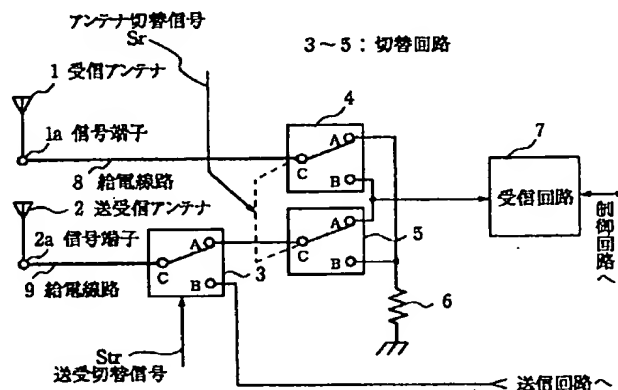 アンテナ切替信号
Sr
3～5：切替回路
1 受信アンテナ
4
7
1a 信号端子
A
C
B
8 給電線路
受信回路
制御回路へ
2 送受信アンテナ
2a 信号端子
A
C
B
3
A
C
B
5
9 給電線路
6
Str
送受切替信号
送信回路へ